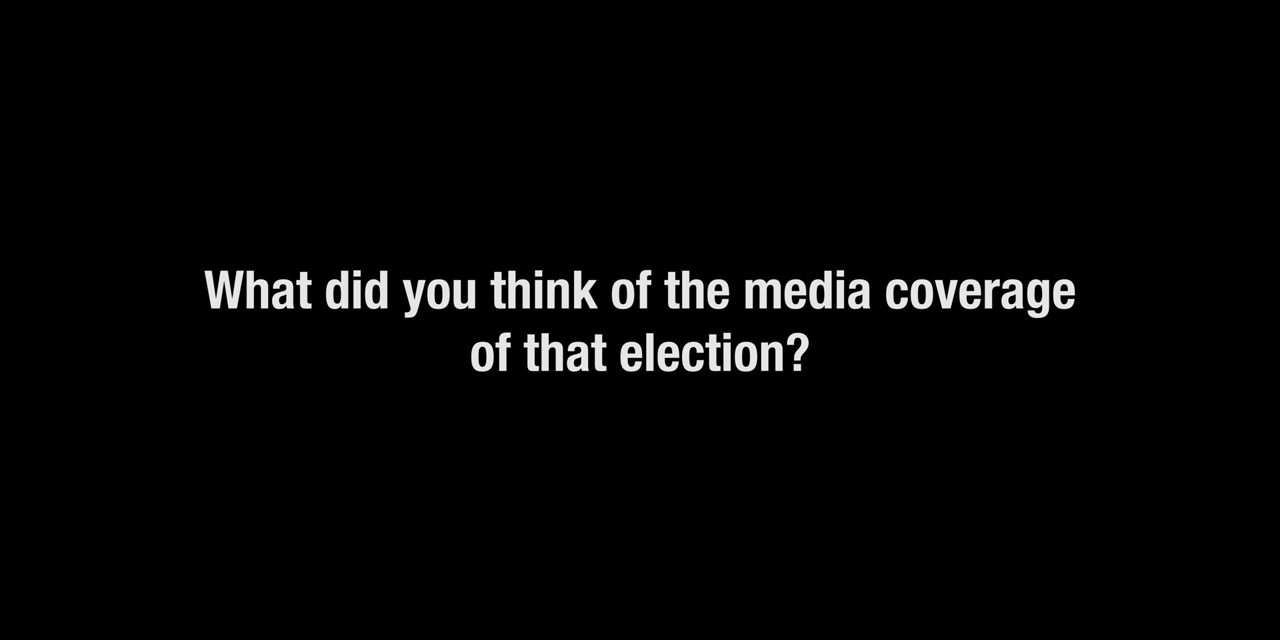 What did you think of the media coverage
of that election?